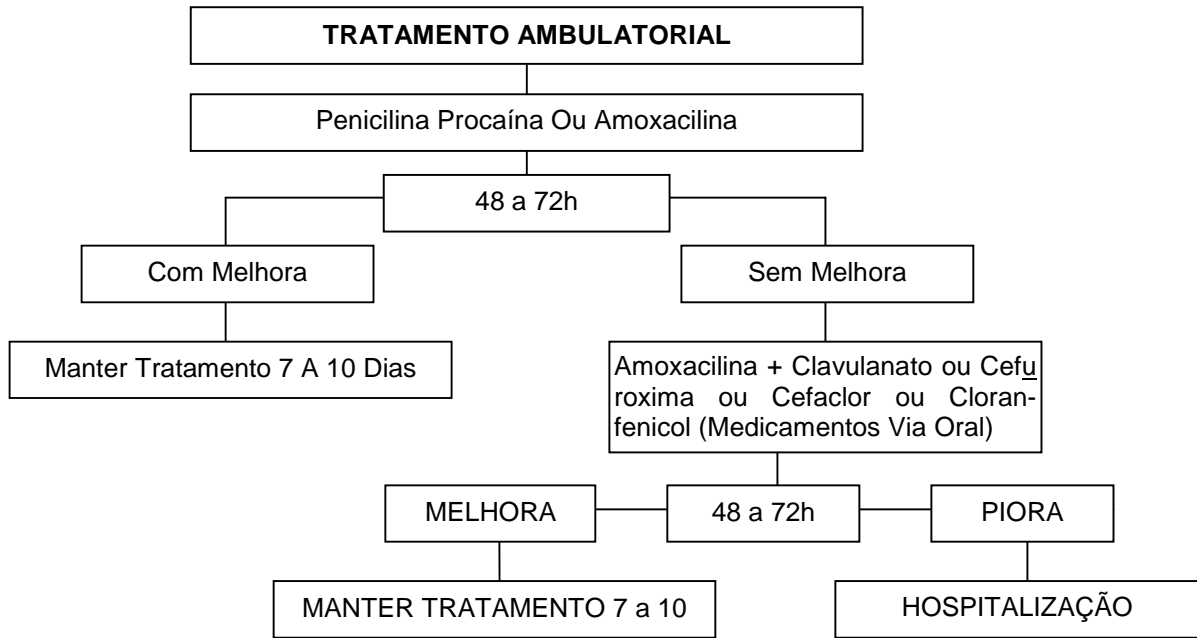 TRATAMENTO AMBULATORIAL
Penicilina Procaína Ou Amoxacilina
48 a 72h
Com Melhora
Sem Melhora
Manter Tratamento 7 A 10 Dias
Amoxacilina + Clavulanato ou Cefu
roxima ou Cefaclor ou Cloran-
fenicol (Medicamentos Via Oral)
MELHORA
48 a 72h
PIORA
MANTER TRATAMENTO 7 a 10
HOSPITALIZAÇÃO